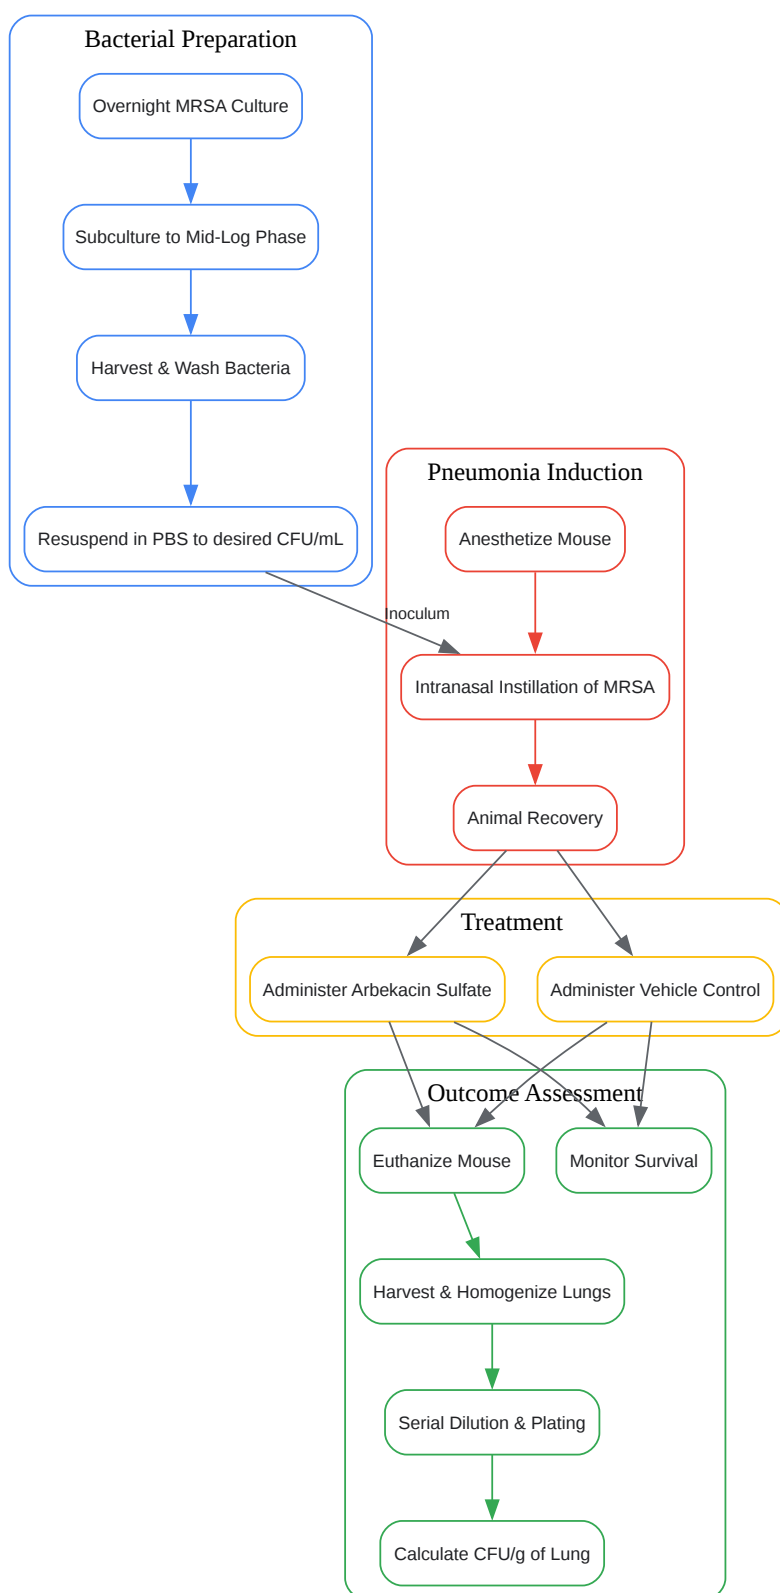 Bacterial Preparation
Overnight MRSA Culture
Subculture to Mid-Log Phase
Harvest & Wash Bacteria
Resuspend in PBS to desired CFU/mL
Inoculum
Pneumonia Induction
Anesthetize Mouse
Intranasal Instillation of MRSA
Animal Recovery
Treatment
Administer Arbekacin Sulfate
Administer Vehicle Control
Outcome Assessment
Euthanize Mouse
Monitor Survival
Harvest & Homogenize Lungs
Serial Dilution & Plating
Calculate CFU/g of Lung